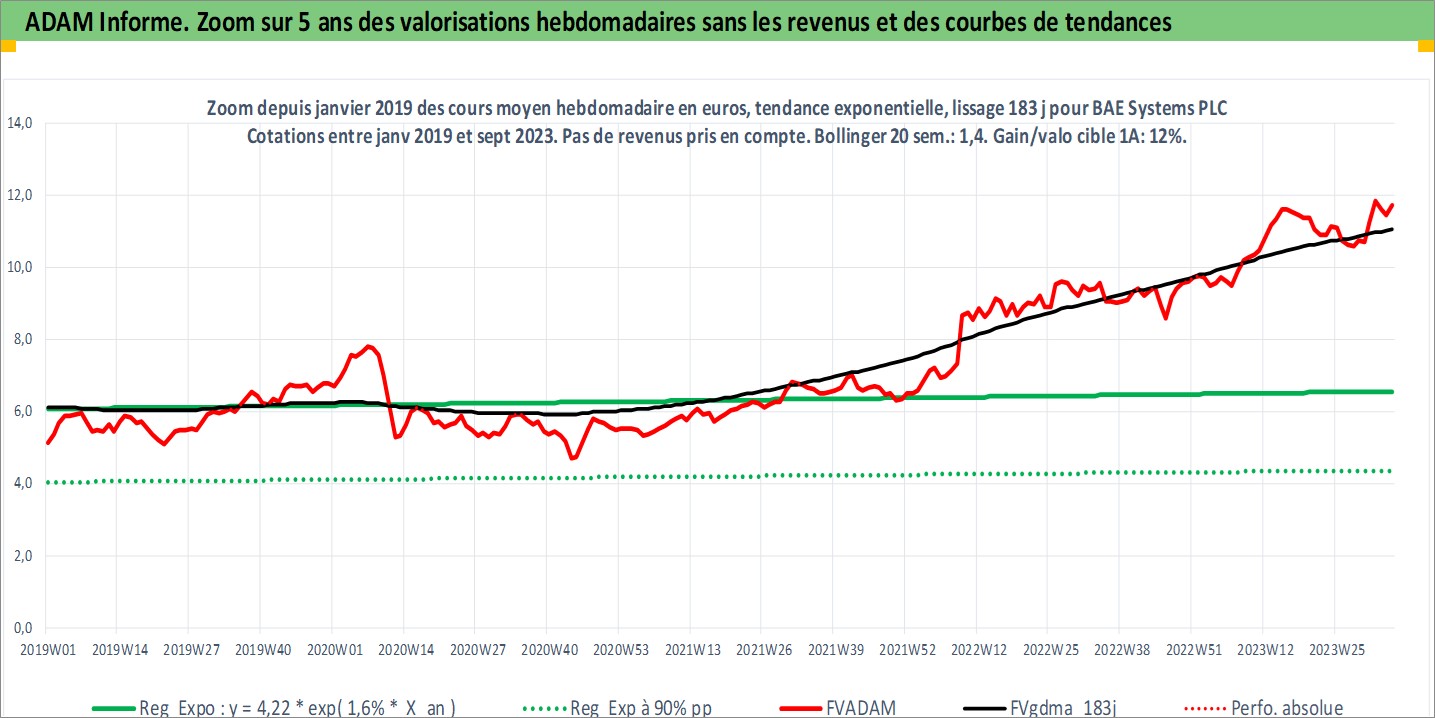 ADAM Informe. Zoom sur 5 ans des valorisations hebdomadaires sans les revenus et des courbes de tendances
Zoom depuis janvier 2019 des cours moyen hebdomadaire en euros, tendance exponentielle, lissage 183 j pour BAE Systems PLC
Cotations entre janv 2019 et sept 2023. Pas de revenus pris en compte. Bollinger 20 sem.: 1,4. Gain/valo cible 1A: 12%.
14,0
12,0
10,0
8,0
6,0
4,0
2,0
0,0
2019W01 2019W14 2019W27 2019W40 2020W01 2020W14 2020W27 2020W40 2020W53 2021W13 2021W26 2021W39 2021W52 2022W12 2022W25 2022W38 2022W51 2023W12 2023W25
Reg Expo : y = 4,22 * exp( 1,6% * X an ) Reg Exp à 90% pp FVADAM FVgdma 183j Perfo. absolue